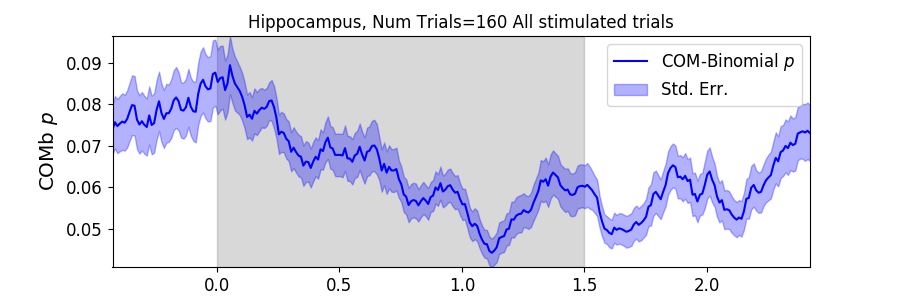 Hippocampus, Num Trials=160 All stimulated trials
COM-Binomial p
Std. Err.
COMb p
0.09
0.08
0.07
0.06
0.05
0.0 0.5 1.0 1.5 2.0